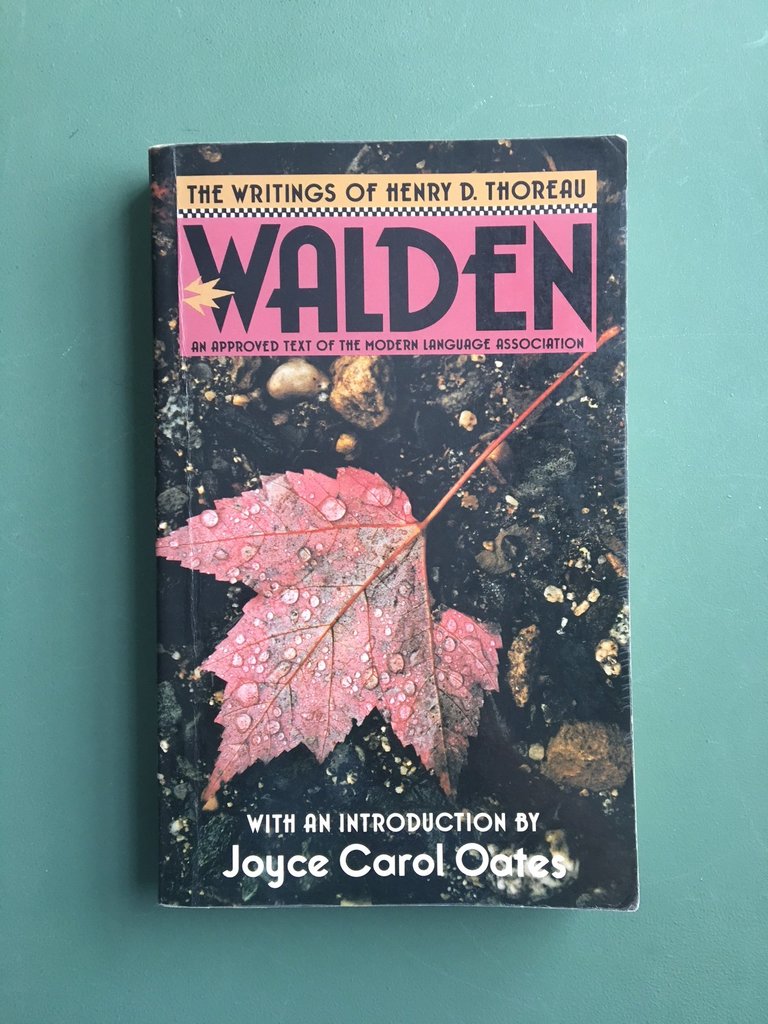 THE WRITINGS OF HENRY D. THOREAU
WALDEN
AN APPROVED TEXT OF THE MODERN LANGUAGE ASSOCIATION
WITH AN INTRODUCTION BY
Joyce Carol Oates